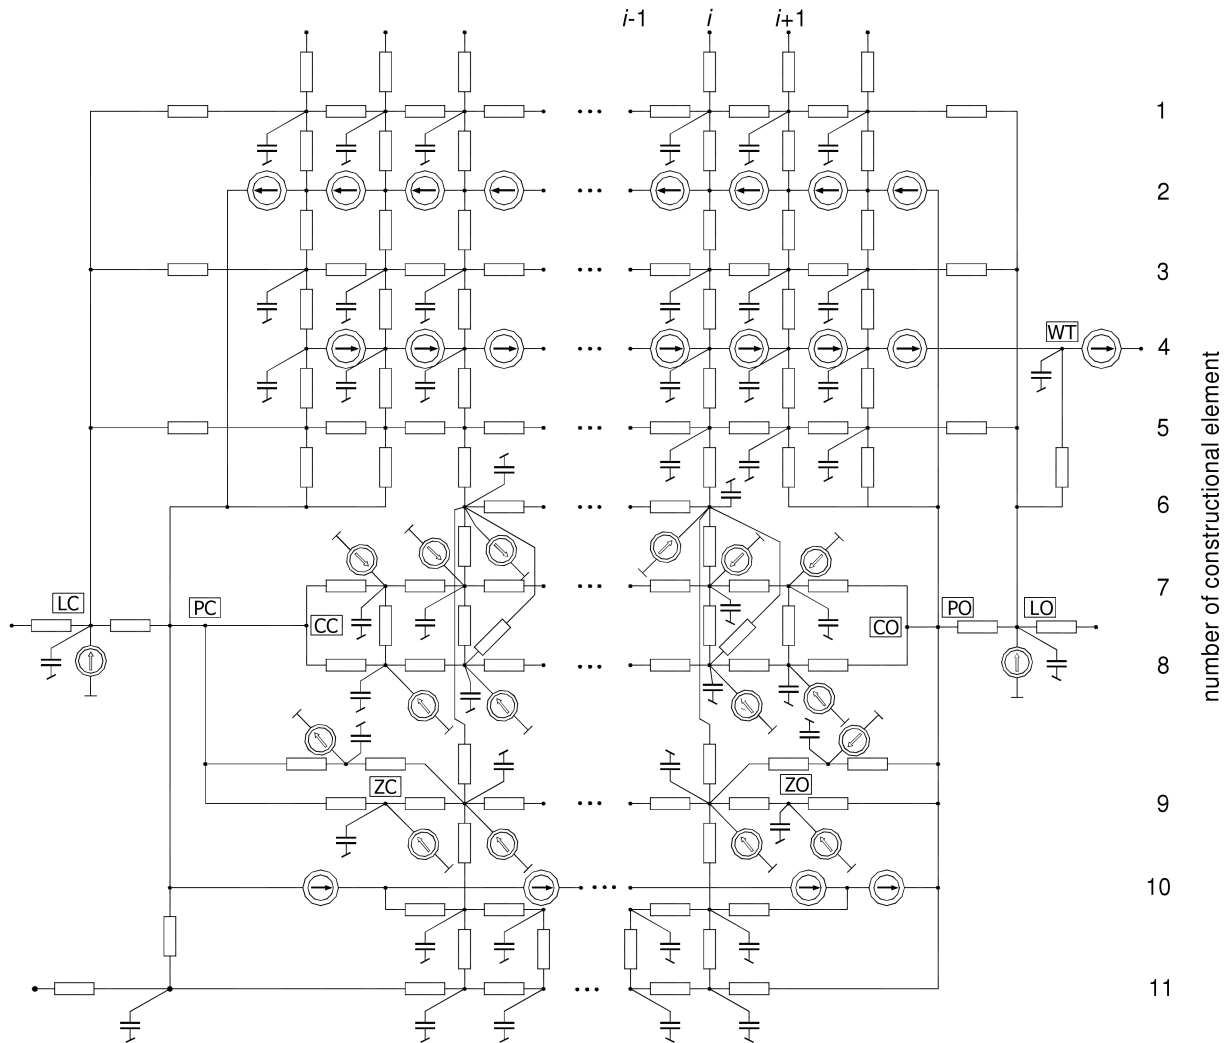 i-1 i i+1
1
2
3
WT
4
5
6
7
LC PC CC CO PO LO
8
ZC ZO
9
10
11
number of constructional element